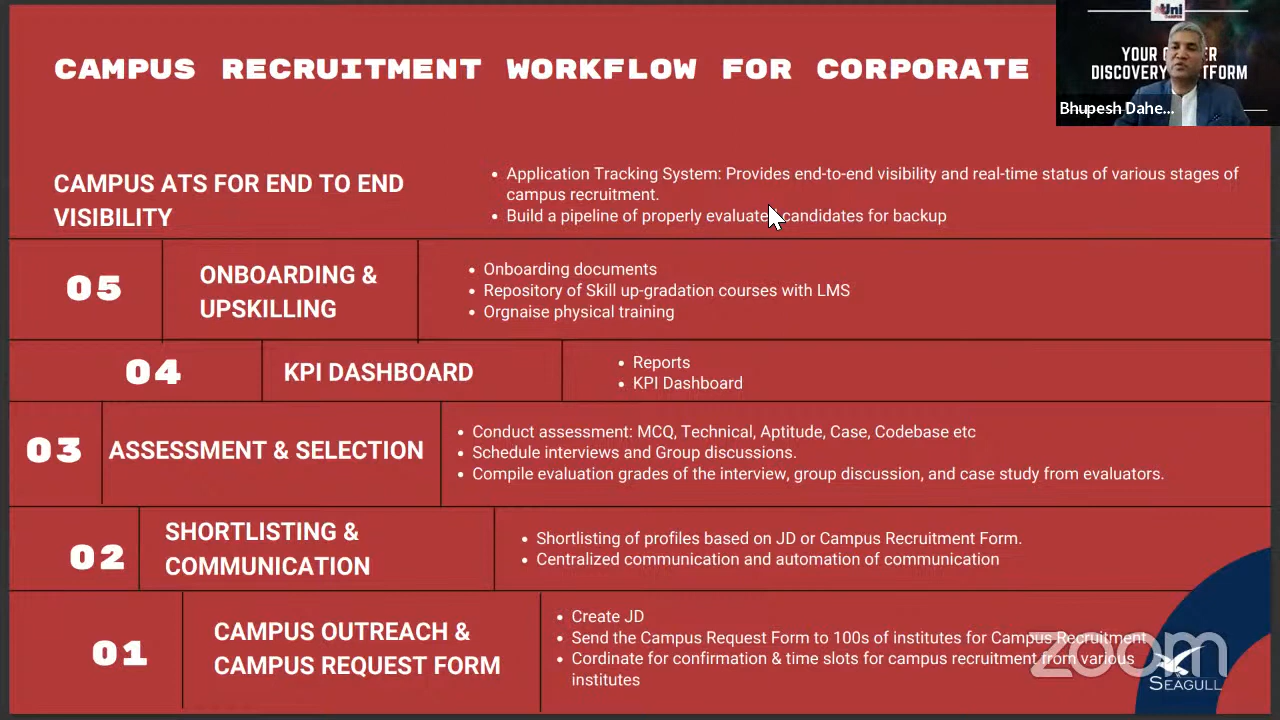 CAMPUS RECRUITMENT WORKFLOW FOR CORPORATE
Uni
YOUR
DISCOVERY
Bhupesh Dahe...
CAMPUS ATS FOR END TO END
VISIBILITY
• Application Tracking System: Provides end-to-end visibility and real-time status of various stages of
campus recruitment.
• Build a pipeline of properly evaluated candidates for backup
05
ONBOARDING &
UPSKILLING
• Onboarding documents
• Repository of Skill up-gradation courses with LMS
• Orgnaise physical training
04
KPI DASHBOARD
• Reports
• KPI Dashboard
03
ASSESSMENT & SELECTION
• Conduct assessment: MCQ, Technical, Aptitude, Case, Codebase etc
• Schedule interviews and Group discussions.
• Compile evaluation grades of the interview, group discussion, and case study from evaluators.
02
SHORTLISTING &
COMMUNICATION
• Shortlisting of profiles based on JD or Campus Recruitment Form.
• Centralized communication and automation of communication
01
CAMPUS OUTREACH &
CAMPUS REQUEST FORM
• Create JD
• Send the Campus Request Form to 100s of institutes for Campus Recruitment
• Cordinate for confirmation & time slots for campus recruitment from various
institutes
zoom
SEAGULL